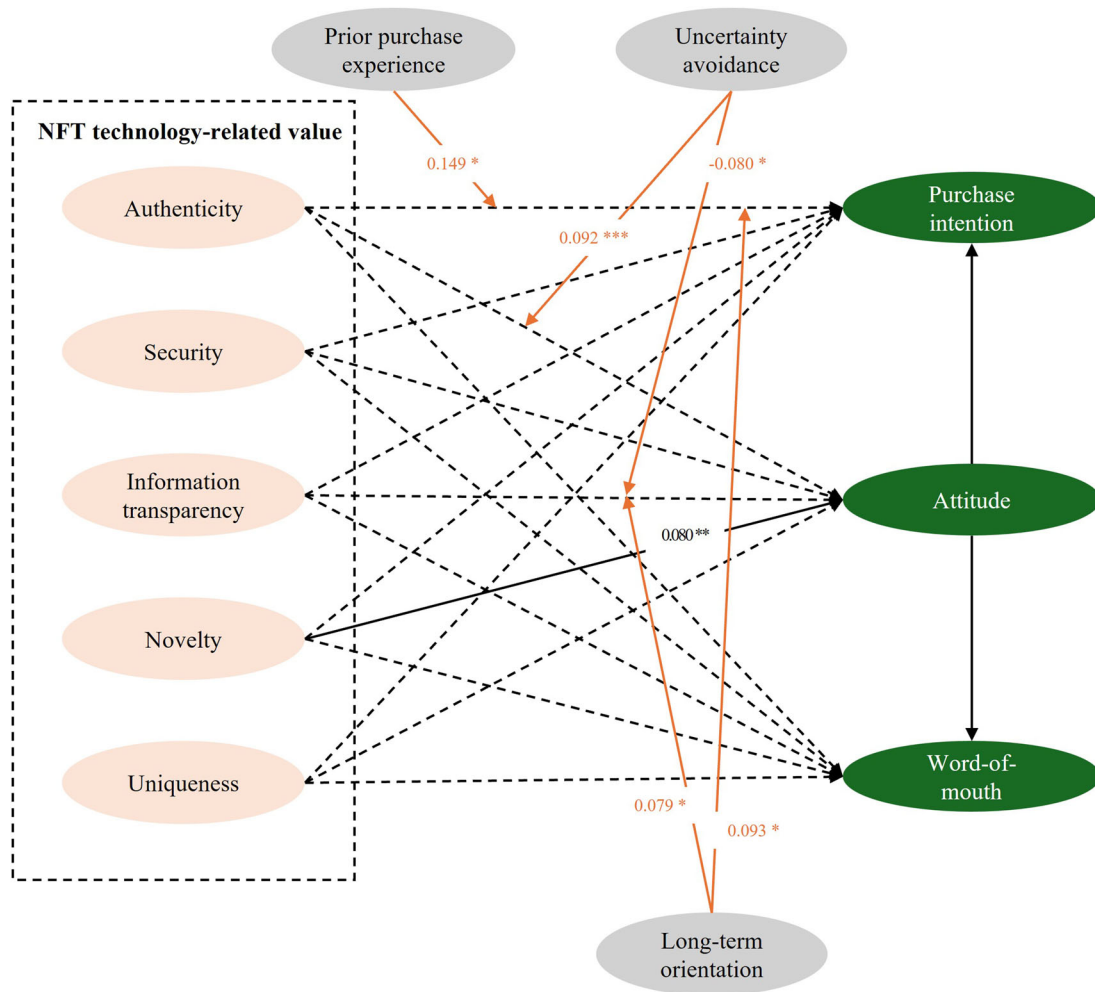 Prior purchase
experience
Uncertainty
avoidance
NFT technology-related value
0.149 *
-0.080 *
Authenticity
Purchase
intention
0.092 ***
Security
Information
transparency
Attitude
0.080 **
Novelty
Uniqueness
Word-of-
mouth
0.079 *
0.093 *
Long-term
orientation